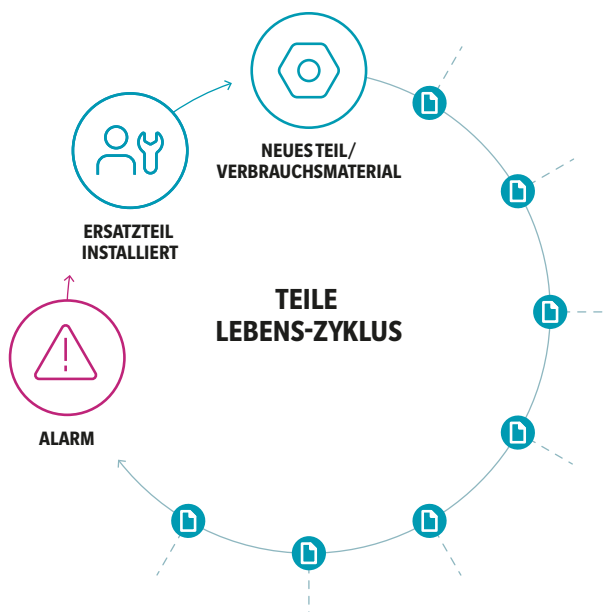 NEUES TEIL/
VERBRAUCHSMATERIAL
ERSATZTEIL
INSTALLIERT
TEILE
LEBENS-ZYKLUS
ALARM